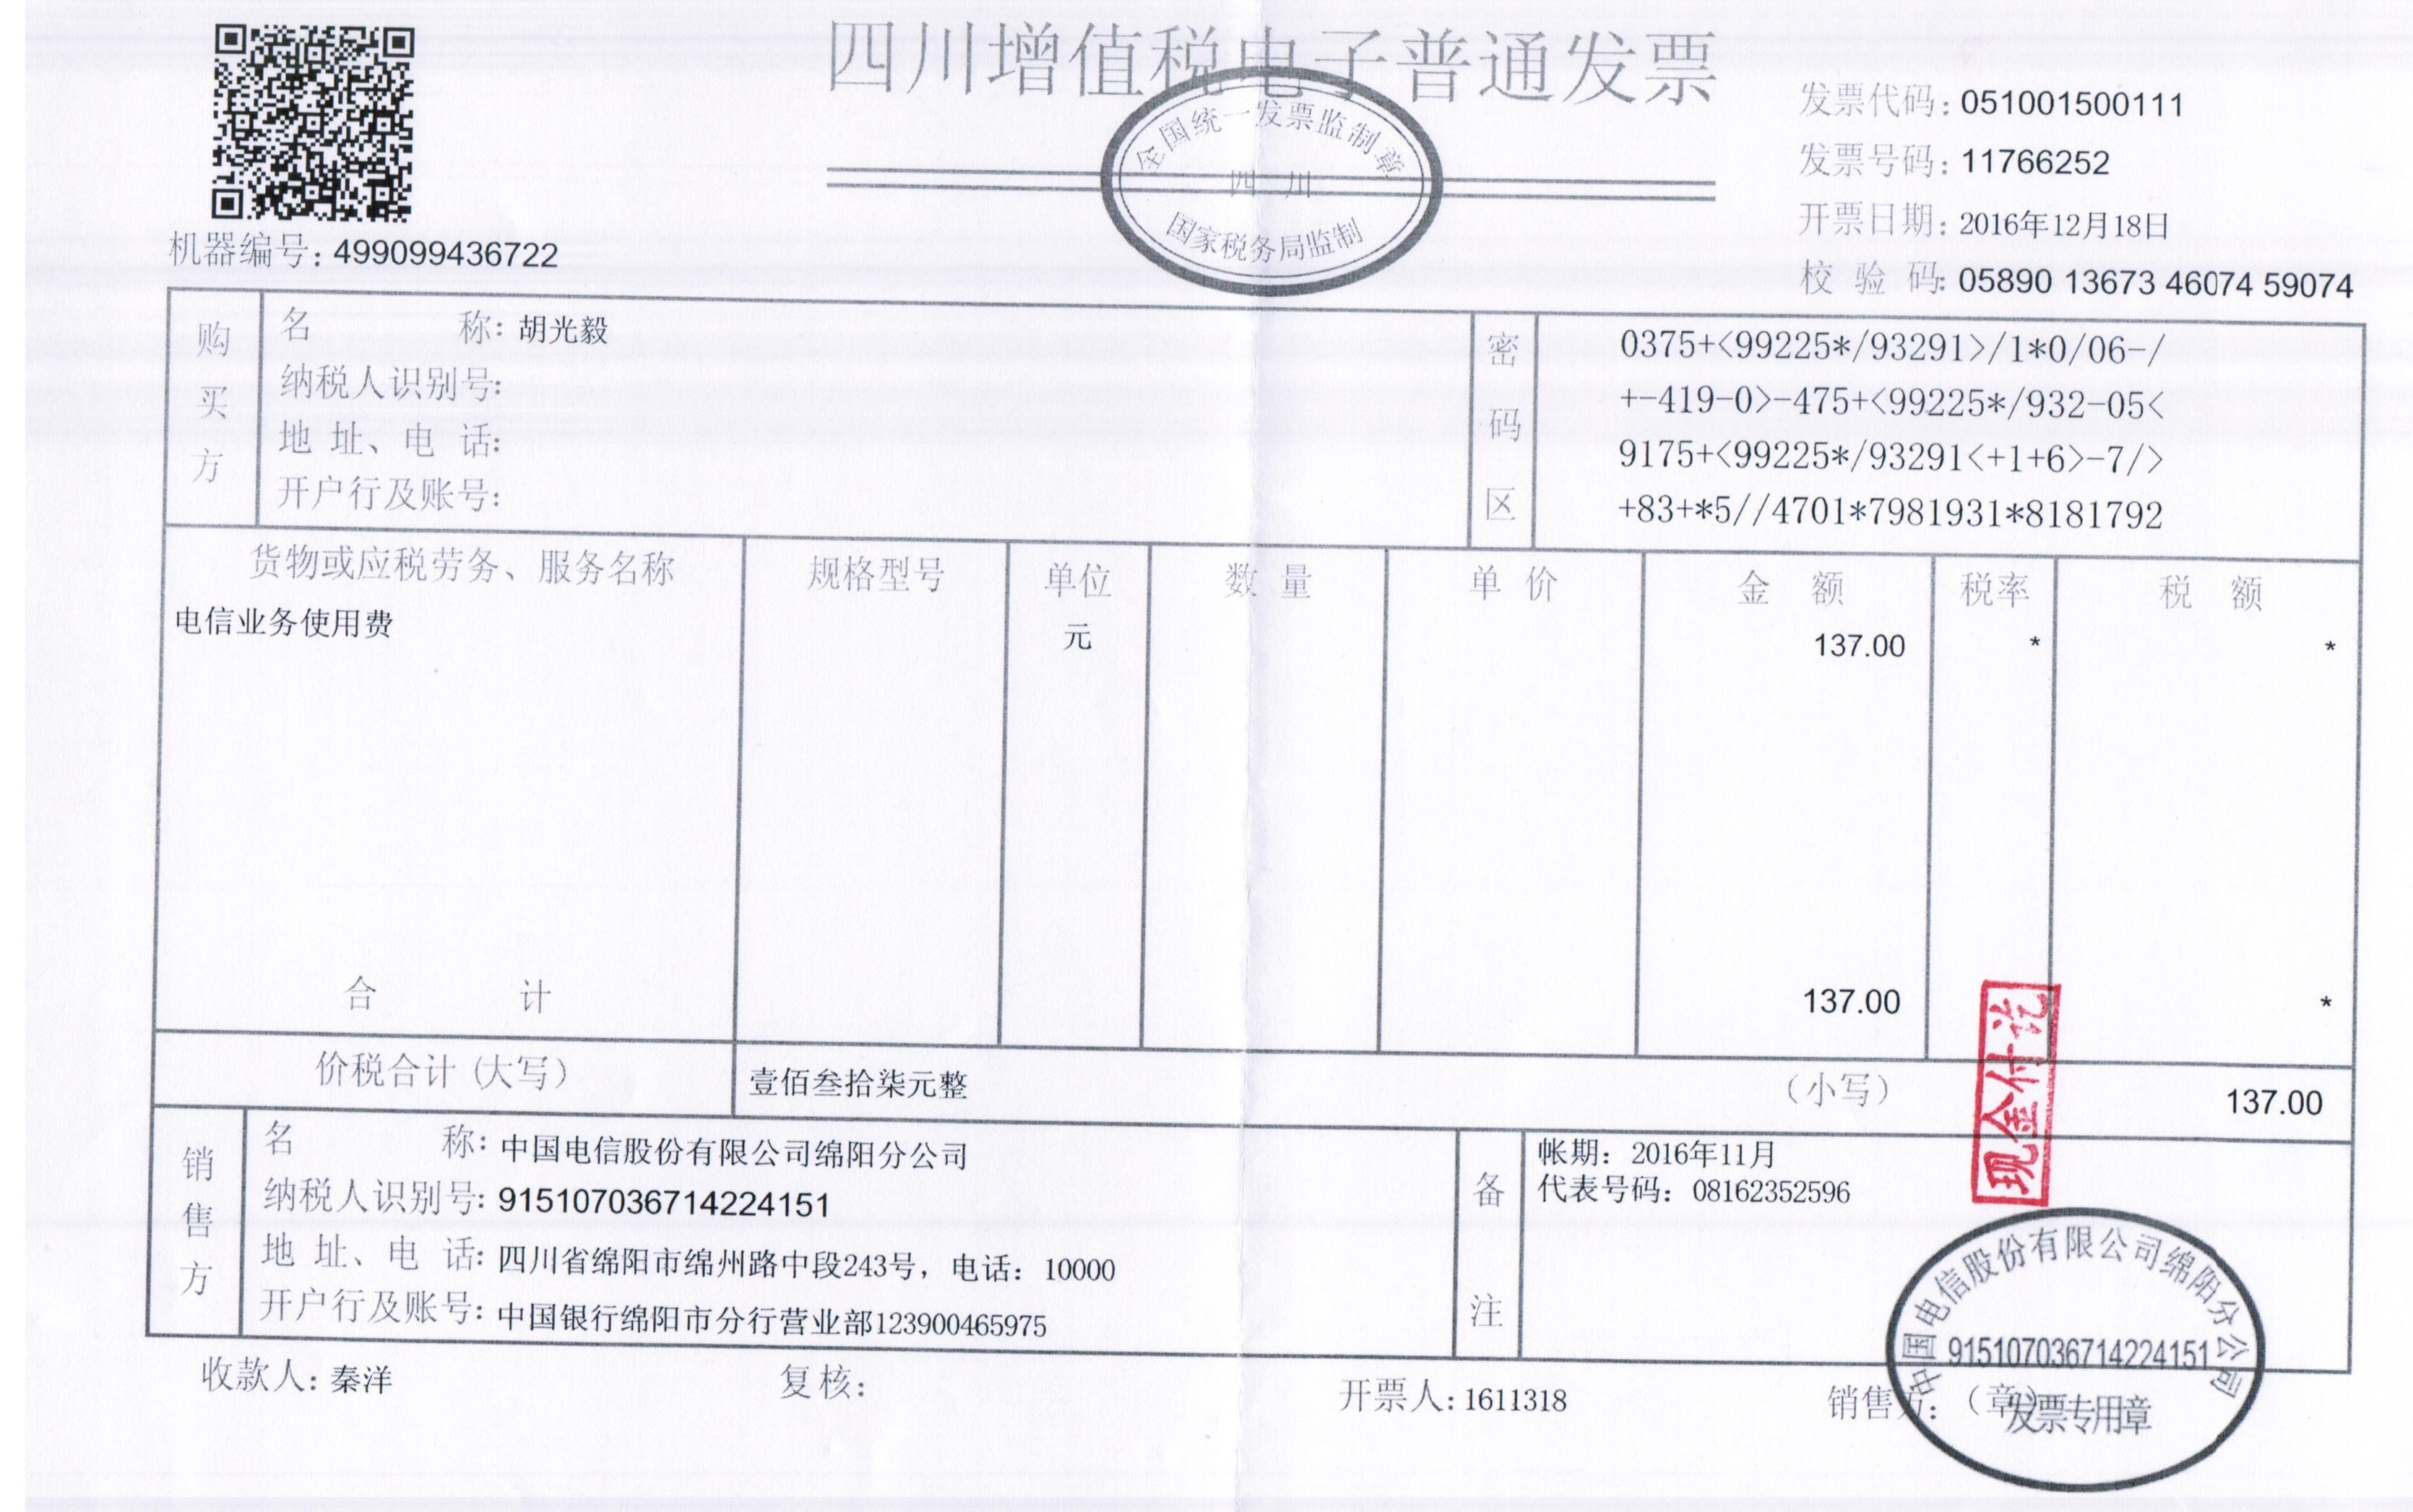 四川增值税电子普通发票
全国统一发票监制章
四 川
国家税务局监制
发票代码: 051001500111
发票号码: 11766252
开票日期: 2016年12月18日
校 验 码: 05890 13673 46074 59074
机器编号: 499099436722
购买方
名 称: 胡光毅
纳税人识别号:
地 址、电 话:
开户行及账号:
密码区
0375+<99225*/93291>/1*0/06--/
+-419-0>-475+<99225*/932-05<
9175+<99225*/93291<+1+6>-7/>
+83+*5//4701*7981931*8181792
货物或应税劳务、服务名称 规格型号 单位 数 量 单 价 金 额 税率 税 额
电信业务使用费 元 137.00 * *
合 计 137.00 *
价税合计(大写) 壹佰叁拾柒元整 (小写) 137.00
现金付讫
销售方
名 称: 中国电信股份有限公司绵阳分公司
纳税人识别号: 915107036714224151
地 址、电 话: 四川省绵阳市绵州路中段243号, 电话: 10000
开户行及账号: 中国银行绵阳市分行营业部123900465975
备注
帐期: 2016年11月
代表号码: 08162352596
收款人: 秦洋 复核: 开票人: 1611318 销售方: (章)
中国电信股份有限公司绵阳分公司
915107036714224151
发票专用章